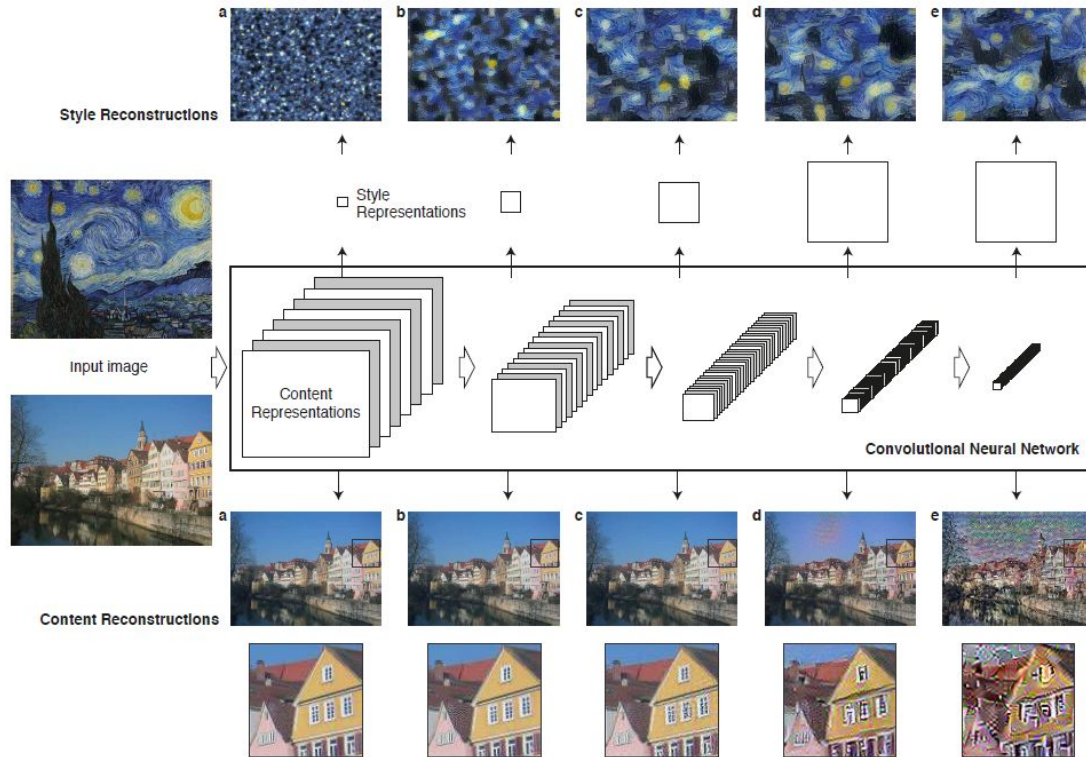 a
b
c
d
e
Style Reconstructions
Style
Representations
Input image
Content
Representations
Convolutional Neural Network
a
b
c
d
e
Content Reconstructions